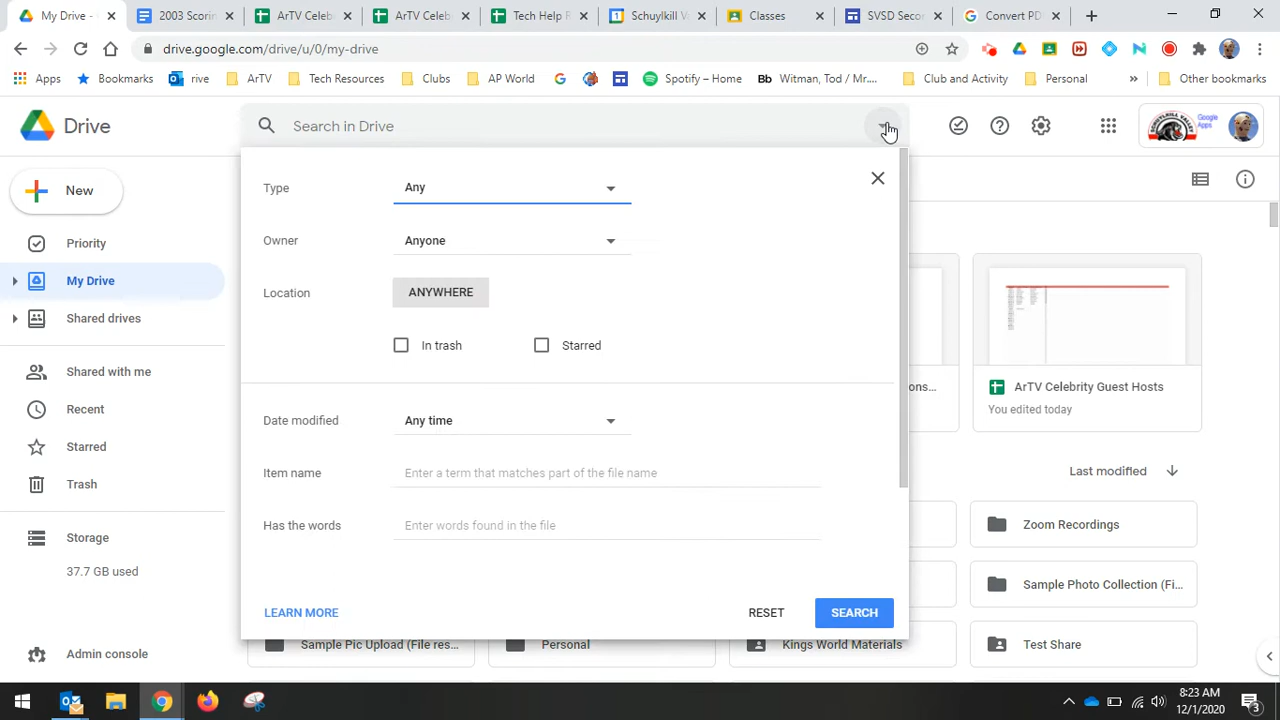 My Drive -
2003 Scorin
ArTV Celeb
ArTV Celeb
Tech Help R
Schuylkill Va
Classes
SVSD Secon
Convert PD
drive.google.com/drive/u/0/my-drive
Apps
Bookmarks
rive
ArTV
Tech Resources
Clubs
AP World
Spotify – Home
Bb
Witman, Tod / Mr....
Club and Activity
Personal
»
Other bookmarks
Drive
Search in Drive
Google Apps
New
Type
Any
Priority
Owner
Anyone
My Drive
Location
ANYWHERE
Shared drives
In trash
Starred
Shared with me
ons...
ArTV Celebrity Guest Hosts
Recent
You edited today
Date modified
Any time
Starred
Item name
Enter a term that matches part of the file name
Last modified
Trash
Has the words
Enter words found in the file
Zoom Recordings
Storage
37.7 GB used
Sample Photo Collection (Fi...
LEARN MORE
RESET
SEARCH
Admin console
Sample Pic Upload (File res...
Personal
Kings World Materials
Test Share
8:23 AM
12/1/2020
3